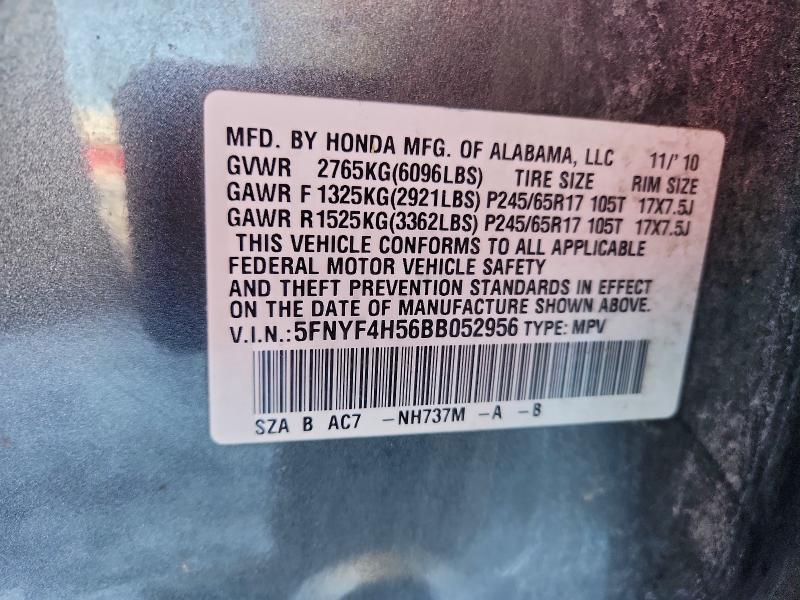 MFD. BY HONDA MFG. OF ALABAMA, LLC 11/'10
GVWR 2765KG(6096LBS) TIRE SIZE RIM SIZE
GAWR F 1325KG(2921LBS) P245/65R17 105T 17X7.5J
GAWR R 1525KG(3362LBS) P245/65R17 105T 17X7.5J
THIS VEHICLE CONFORMS TO ALL APPLICABLE
FEDERAL MOTOR VEHICLE SAFETY
AND THEFT PREVENTION STANDARDS IN EFFECT
ON THE DATE OF MANUFACTURE SHOWN ABOVE.
V.I.N.: 5FNYF4H56BB052956 TYPE: MPV
SZA B AC7 -NH737M -A -B